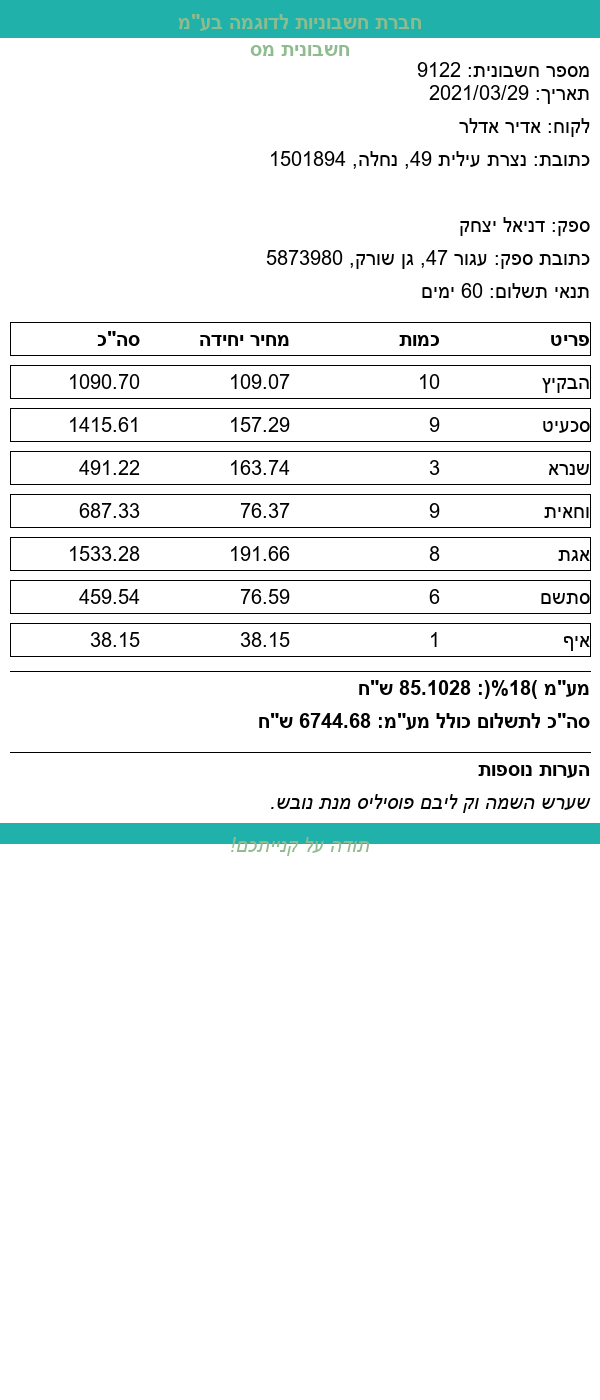 חברת חשבוניות לדוגמה בע"מ
חשבונית מס
מספר חשבונית: 9122
תאריך: 2021/03/29
לקוח: אדיר אדלר
כתובת: נצרת עילית 49, נחלה, 1501894
ספק: דניאל יצחק
כתובת ספק: עגור 47, גן שורק, 5873980
תנאי תשלום: 60 ימים
פריט כמות מחיר יחידה סה"כ
הבקיץ 10 109.07 1090.70
סכעיט 9 157.29 1415.61
שנרא 3 163.74 491.22
וחאית 9 76.37 687.33
אגת 8 191.66 1533.28
סתשם 6 76.59 459.54
איף 1 38.15 38.15
מע"מ )18%(: 85.1028 ש"ח
סה"כ לתשלום כולל מע"מ: 6744.68 ש"ח
הערות נוספות
שערש השמה וק ליבם פוסיליס מנת נובש.
תודה על קנייתכם!